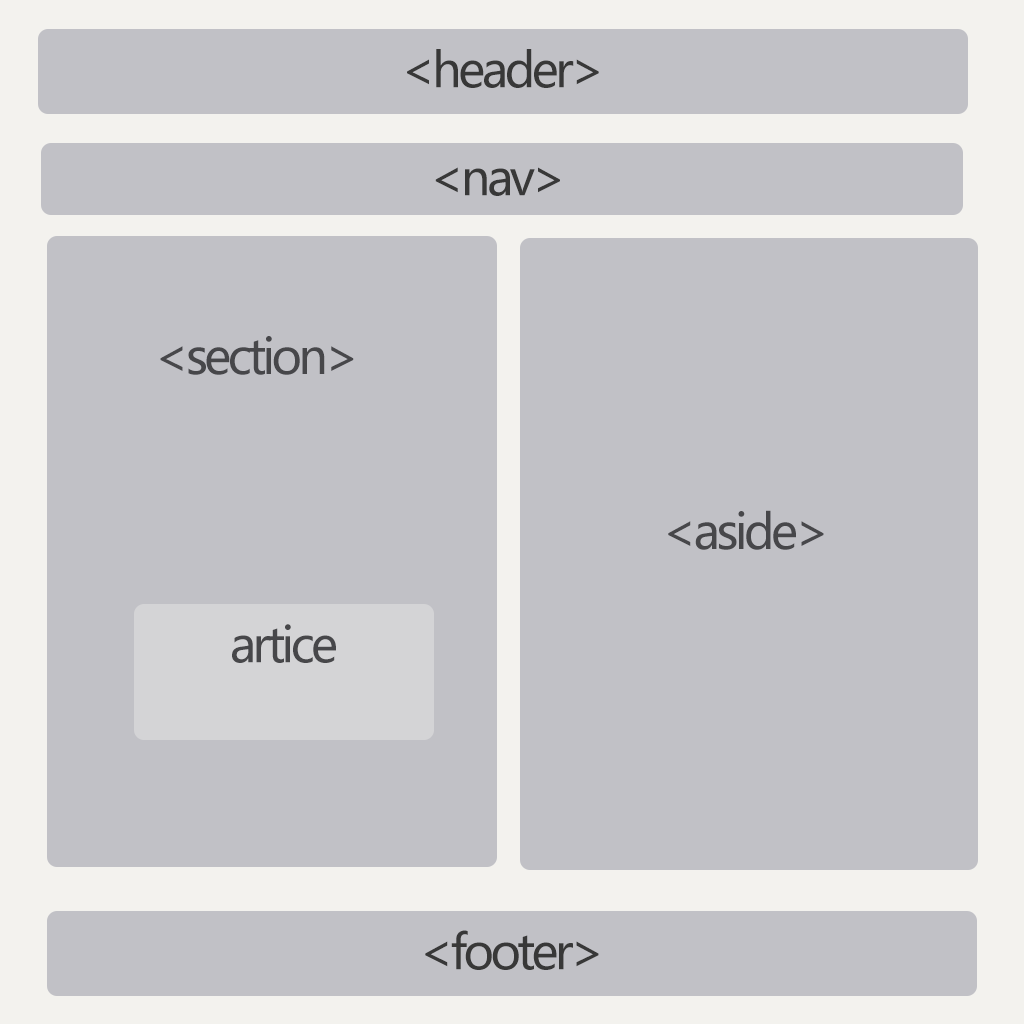 <header>
<nav>
<section>
<aside>
artice
<footer>